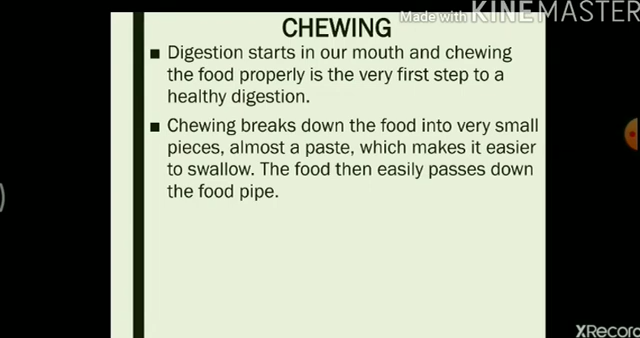 CHEWING
Made with KINEMASTER
■ Digestion starts in our mouth and chewing
the food properly is the very first step to a
healthy digestion.
■ Chewing breaks down the food into very small
pieces, almost a paste, which makes it easier
to swallow. The food then easily passes down
the food pipe.
XRecord